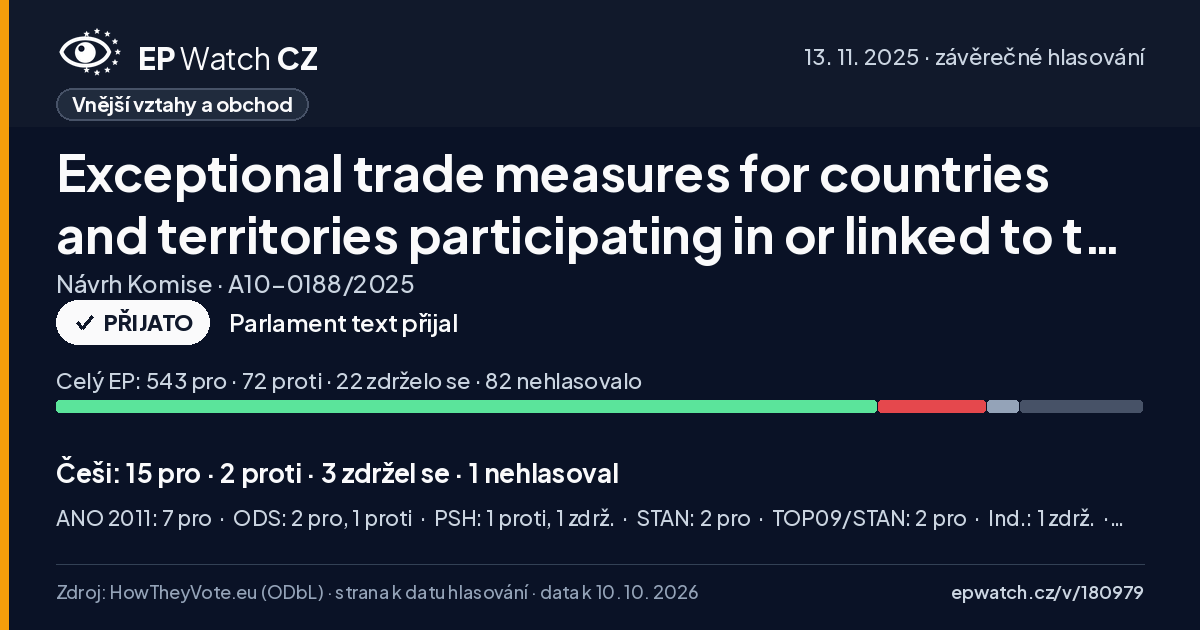 EP Watch CZ
13. 11. 2025 · závěrečné hlasování
Vnější vztahy a obchod
Exceptional trade measures for countries
and territories participating in or linked to t…
Návrh Komise · A10-0188/2025
✓ PŘIJATO Parlament text přijal
Celý EP: 543 pro · 72 proti · 22 zdrželo se · 82 nehlasovalo
Češi: 15 pro · 2 proti · 3 zdržel se · 1 nehlasoval
ANO 2011: 7 pro · ODS: 2 pro, 1 proti · PSH: 1 proti, 1 zdrž. · STAN: 2 pro · TOP09/STAN: 2 pro · Ind.: 1 zdrž. ·…
Zdroj: HowTheyVote.eu (ODbL) · strana k datu hlasování · data k 10. 10. 2026
epwatch.cz/v/180979